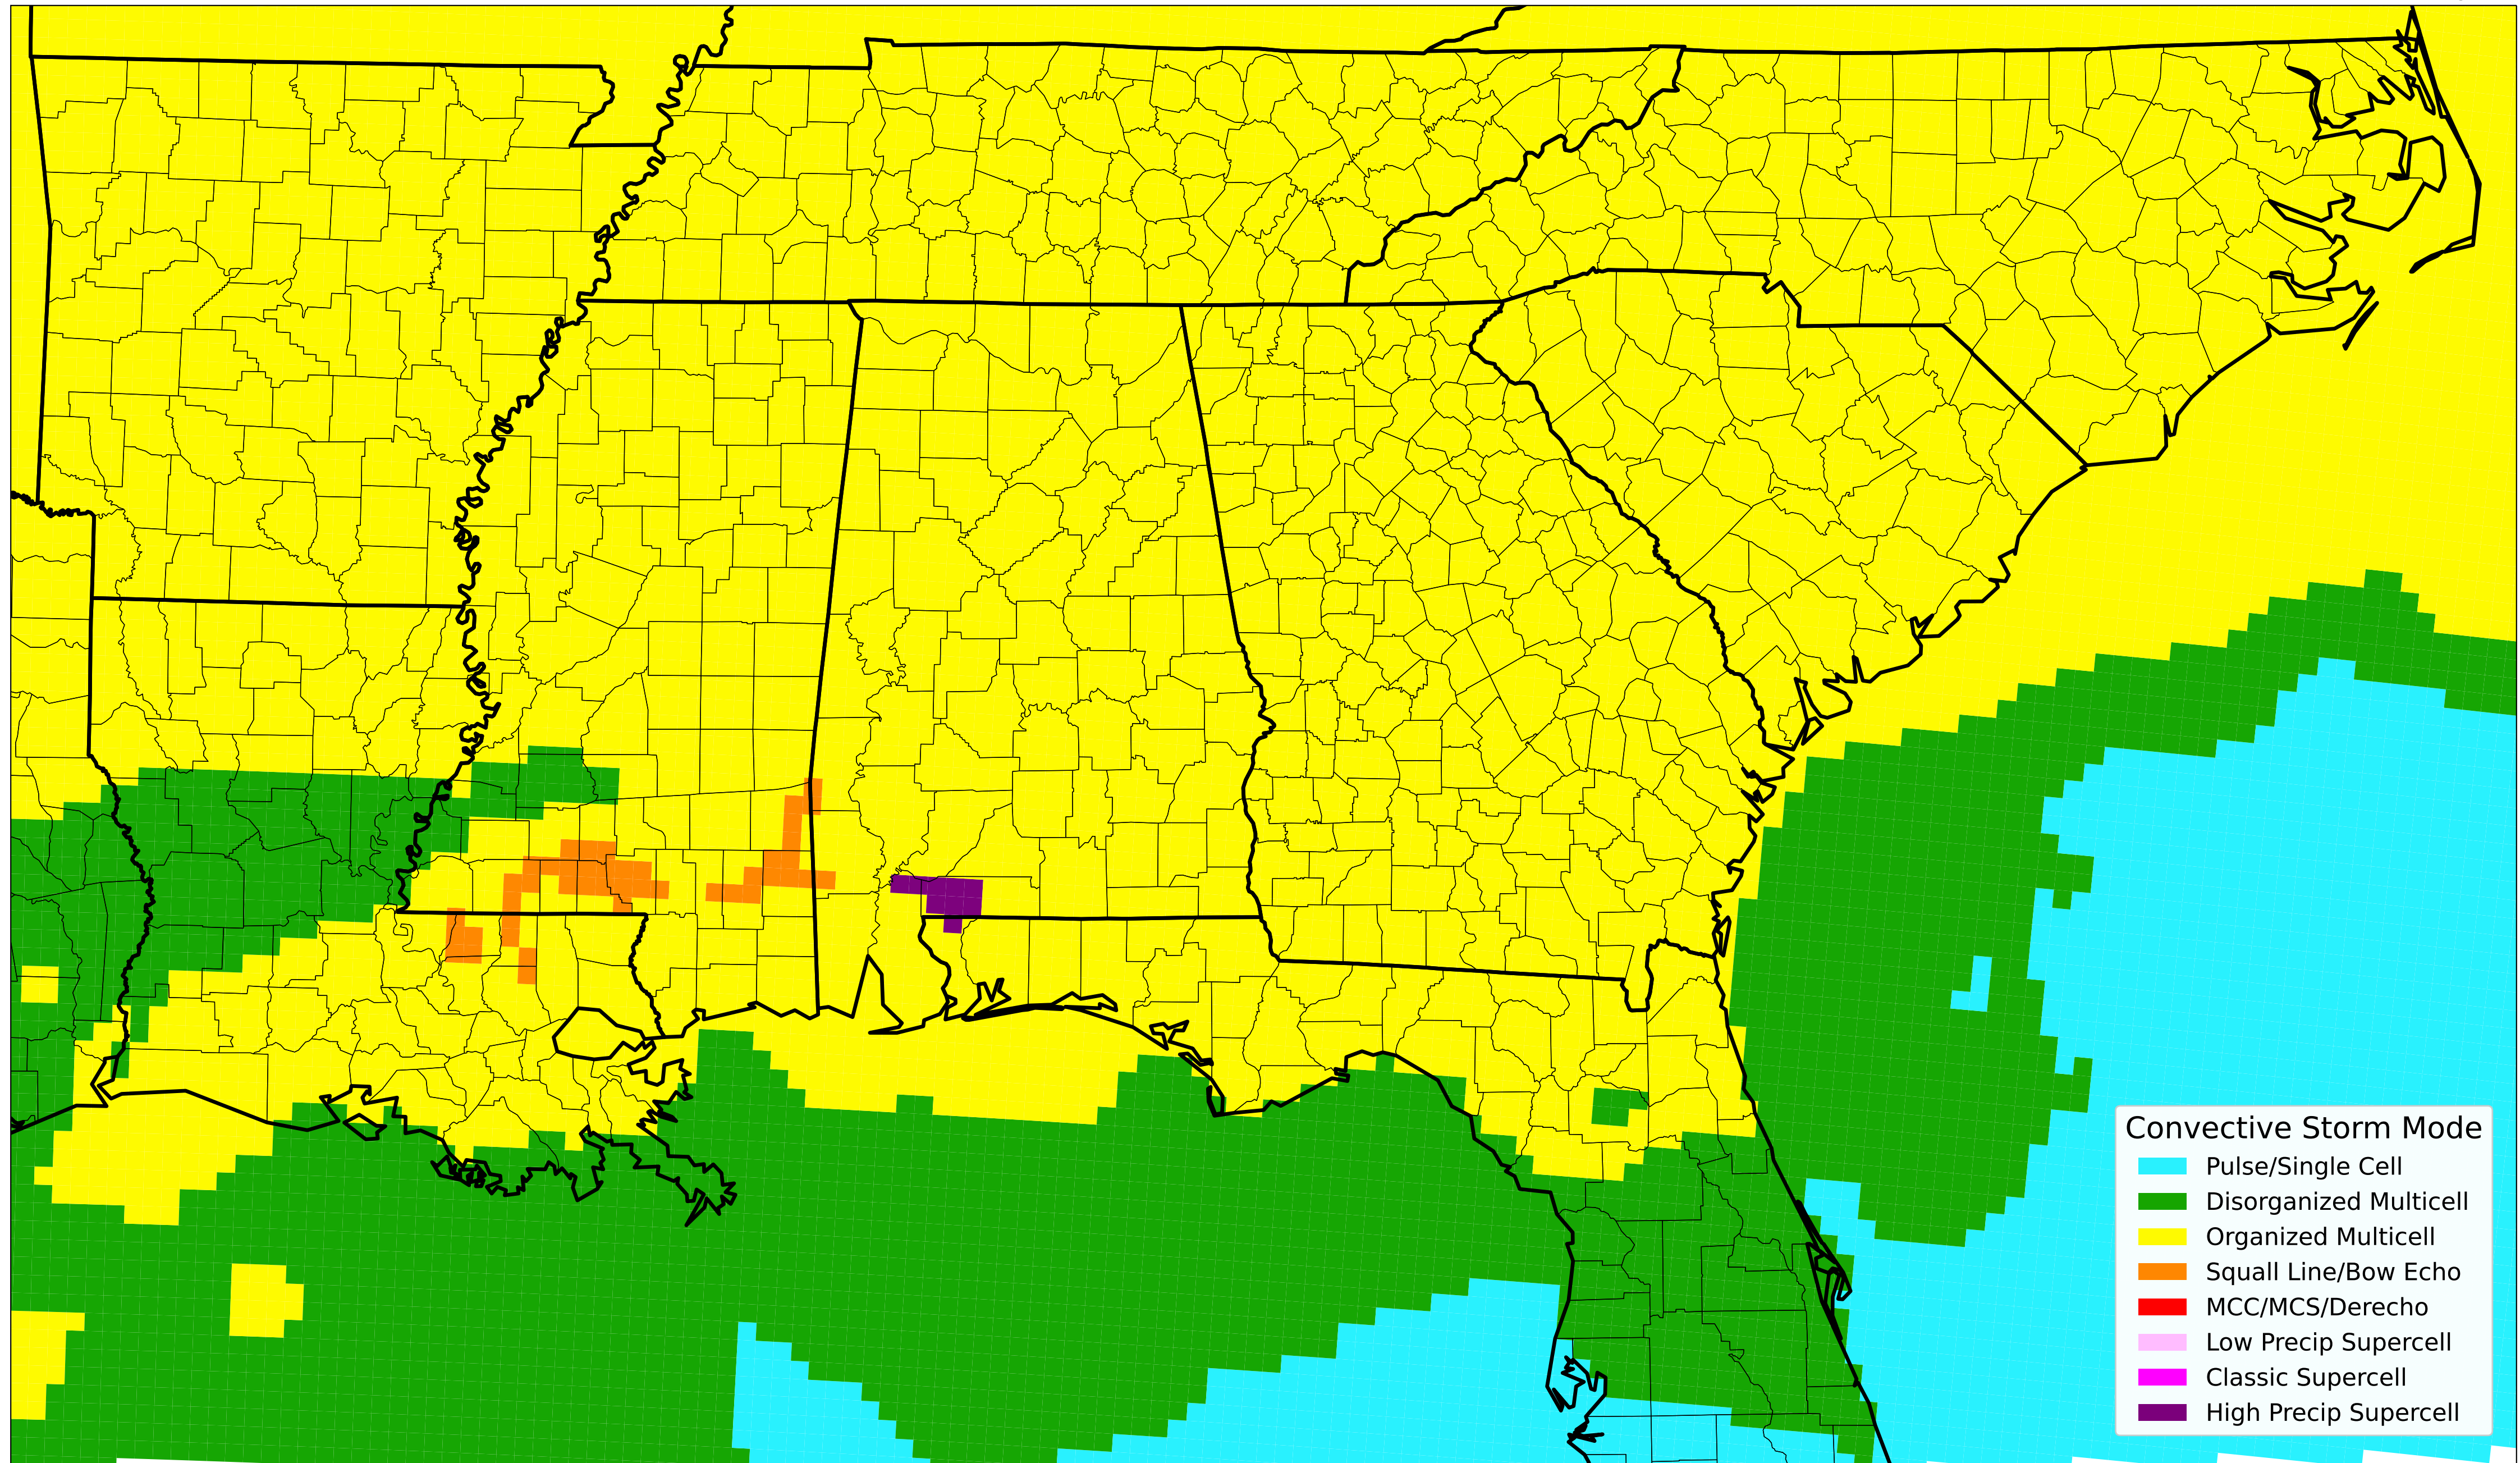 Convective Storm Mode
Pulse/Single Cell
Disorganized Multicell
Organized Multicell
Squall Line/Bow Echo
MCC/MCS/Derecho
Low Precip Supercell
Classic Supercell
High Precip Supercell